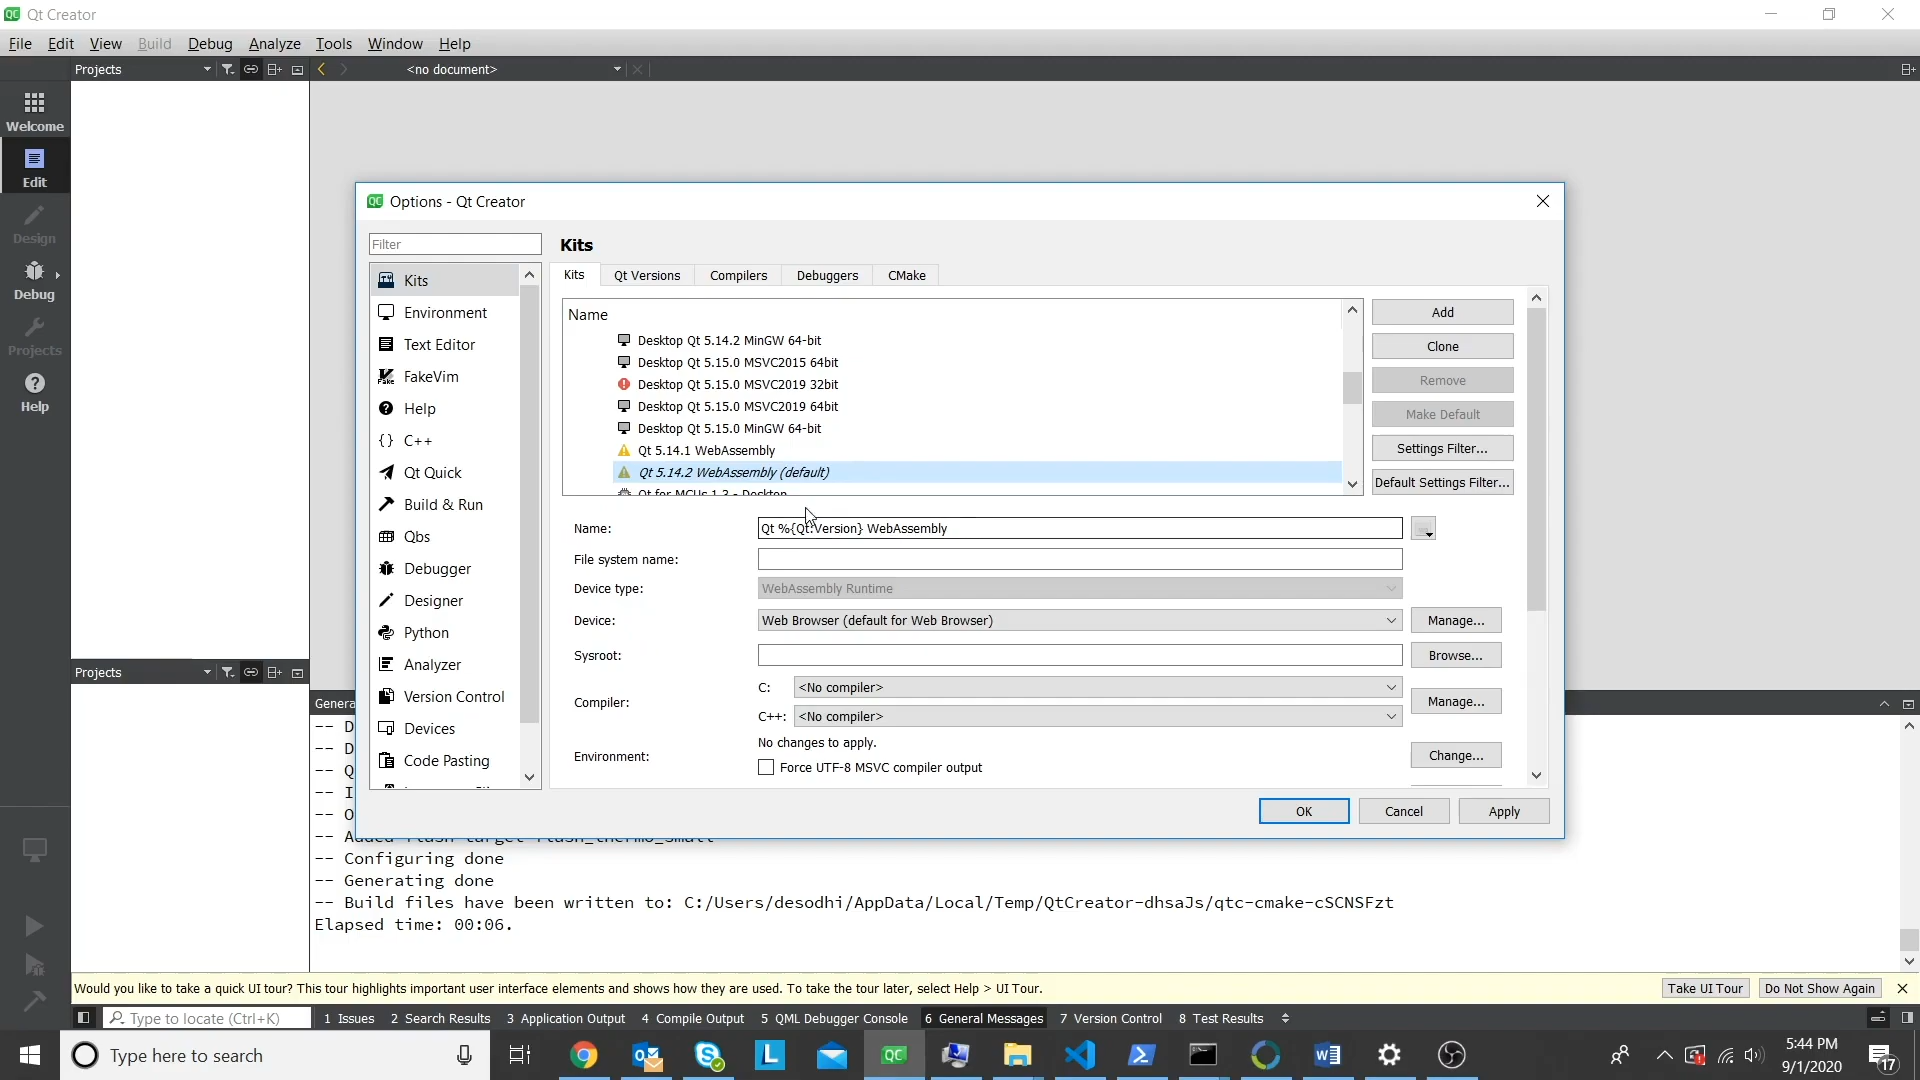 Qt Creator
File Edit View Build Debug Analyze Tools Window Help
Projects
<no document>
Welcome
Edit
Design
Debug
Projects
Help
Options - Qt Creator
Filter
Kits
Environment
Text Editor
FakeVim
Help
C++
Qt Quick
Build & Run
Qbs
Debugger
Designer
Python
Analyzer
Version Control
Devices
Code Pasting
Kits
Kits Qt Versions Compilers Debuggers CMake
Name
Desktop Qt 5.14.2 MinGW 64-bit
Desktop Qt 5.15.0 MSVC2015 64bit
Desktop Qt 5.15.0 MSVC2019 32bit
Desktop Qt 5.15.0 MSVC2019 64bit
Desktop Qt 5.15.0 MinGW 64-bit
Qt 5.14.1 WebAssembly
Qt 5.14.2 WebAssembly (default)
Qt for MCUs 1.3 - Desktop
Add
Clone
Remove
Make Default
Settings Filter...
Default Settings Filter...
Name: Qt %{Qt:Version} WebAssembly
File system name:
Device type: WebAssembly Runtime
Device: Web Browser (default for Web Browser) Manage...
Sysroot: Browse...
Compiler: Manage...
C: <No compiler>
C++: <No compiler>
Environment: Change...
No changes to apply.
Force UTF-8 MSVC compiler output
OK Cancel Apply
Projects
Genera
-- D
-- D
-- Q
-- I
-- O
-- Added flash target flash_thermo_small
-- Configuring done
-- Generating done
-- Build files have been written to: C:/Users/desodhi/AppData/Local/Temp/QtCreator-dhsaJs/qtc-cmake-cSCNSFzt
Elapsed time: 00:06.
Would you like to take a quick UI tour? This tour highlights important user interface elements and shows how they are used. To take the tour later, select Help > UI Tour.
Take UI Tour Do Not Show Again
Type to locate (Ctrl+K) 1 Issues 2 Search Results 3 Application Output 4 Compile Output 5 QML Debugger Console 6 General Messages 7 Version Control 8 Test Results
Type here to search
5:44 PM
9/1/2020
17